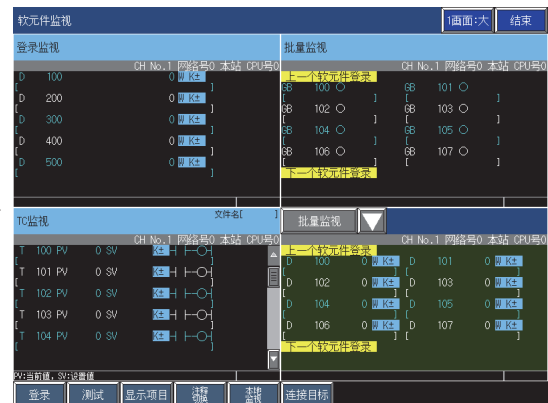 软元件监视 1画面:大 结束
登录监视
CH No.1 网络号0 本站 CPU号0
D 100 0 W K±
[ ]
D 200 0 W K±
[ ]
D 300 0 W K±
[ ]
D 400 0 W K±
[ ]
D 500 0 W K±
[ ]
批量监视
CH No.1 网络号0 本站 CPU号0
上一个软元件登录
GB 100 ○ GB 101 ○
[ ] [ ]
GB 102 ○ GB 103 ○
[ ] [ ]
GB 104 ○ GB 105 ○
[ ] [ ]
GB 106 ○ GB 107 ○
[ ] [ ]
下一个软元件登录
TC监视 文件名[ ]
CH No.1 网络号0 本站 CPU号0
T 100 PV 0 SV K±
[ ]
T 101 PV 0 SV K±
[ ]
T 102 PV 0 SV K±
[ ]
T 103 PV 0 SV K±
[ ]
T 104 PV 0 SV K±
[ ]
PV:当前值, SV:设置值
批量监视
CH No.1 网络号0 本站 CPU号0
上一个软元件登录
D 100 0 W K± D 101 0 W K±
[ ] [ ]
D 102 0 W K± D 103 0 W K±
[ ] [ ]
D 104 0 W K± D 105 0 W K±
[ ] [ ]
D 106 0 W K± D 107 0 W K±
[ ] [ ]
下一个软元件登录
登录 测试 显示项目 注释切换 本地监视 连接目标